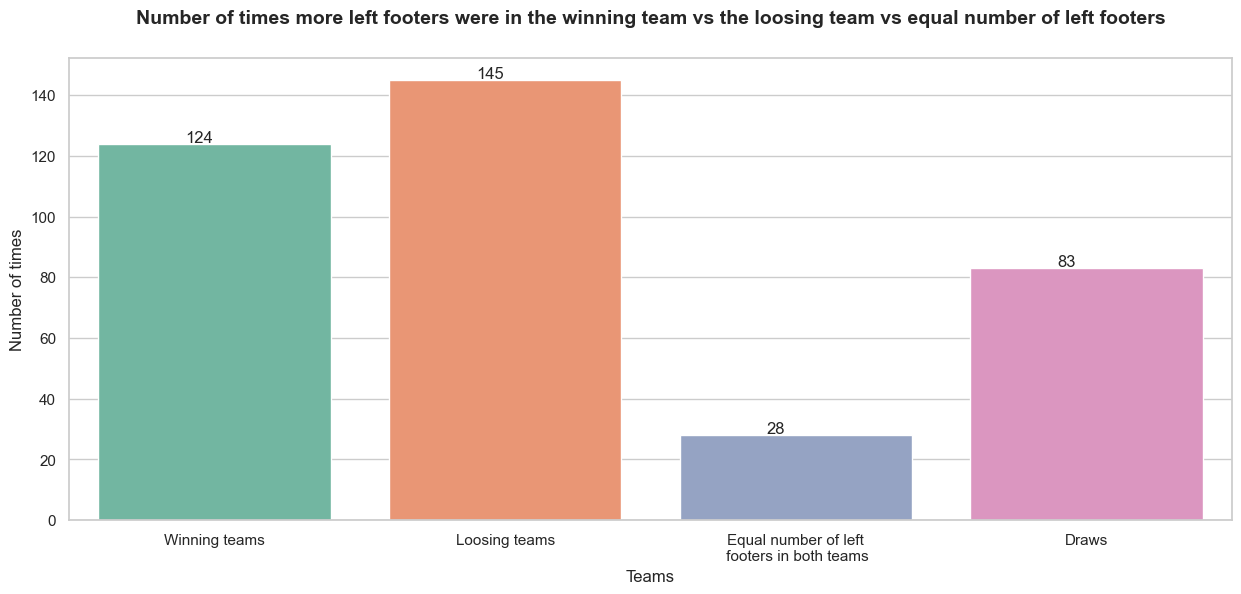 Number of times more left footers were in the winning team vs the loosing team vs equal number of left footers
145
124
83
28
140
120
100
80
60
40
20
0
Number of times
Winning teams
Loosing teams
Equal number of left
footers in both teams
Draws
Teams